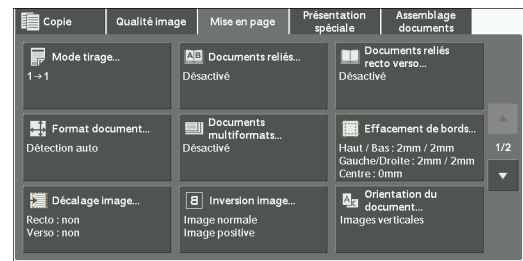 Copie
Qualité image
Mise en page
Présentation
spéciale
Assemblage
documents
Mode tirage...
1→1
Documents reliés...
Désactivé
Documents reliés
recto verso...
Désactivé
Format document...
Détection auto
Documents
multiformats...
Désactivé
Effacement de bords...
Haut / Bas : 2mm / 2mm
Gauche/Droite : 2mm / 2mm
Centre : 0mm
1/2
Décalage image...
Recto : non
Verso : non
Inversion image...
Image normale
Image positive
Orientation du
document...
Images verticales